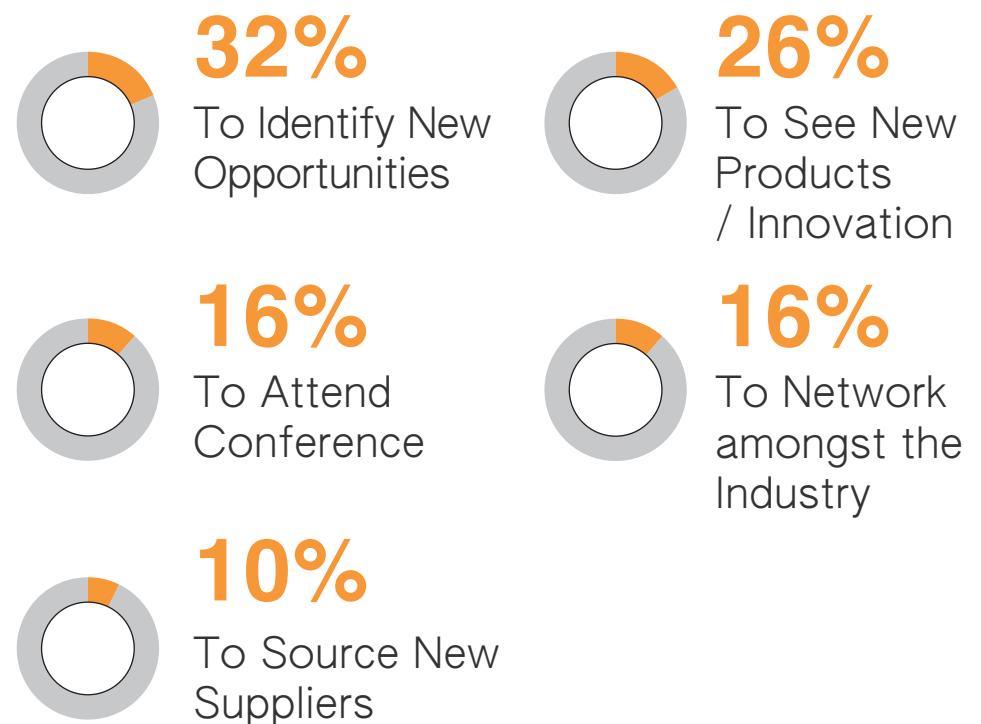 32%
To Identify New
Opportunities
26%
To See New
Products
/ Innovation
16%
To Attend
Conference
16%
To Network
amongst the
Industry
10%
To Source New
Suppliers